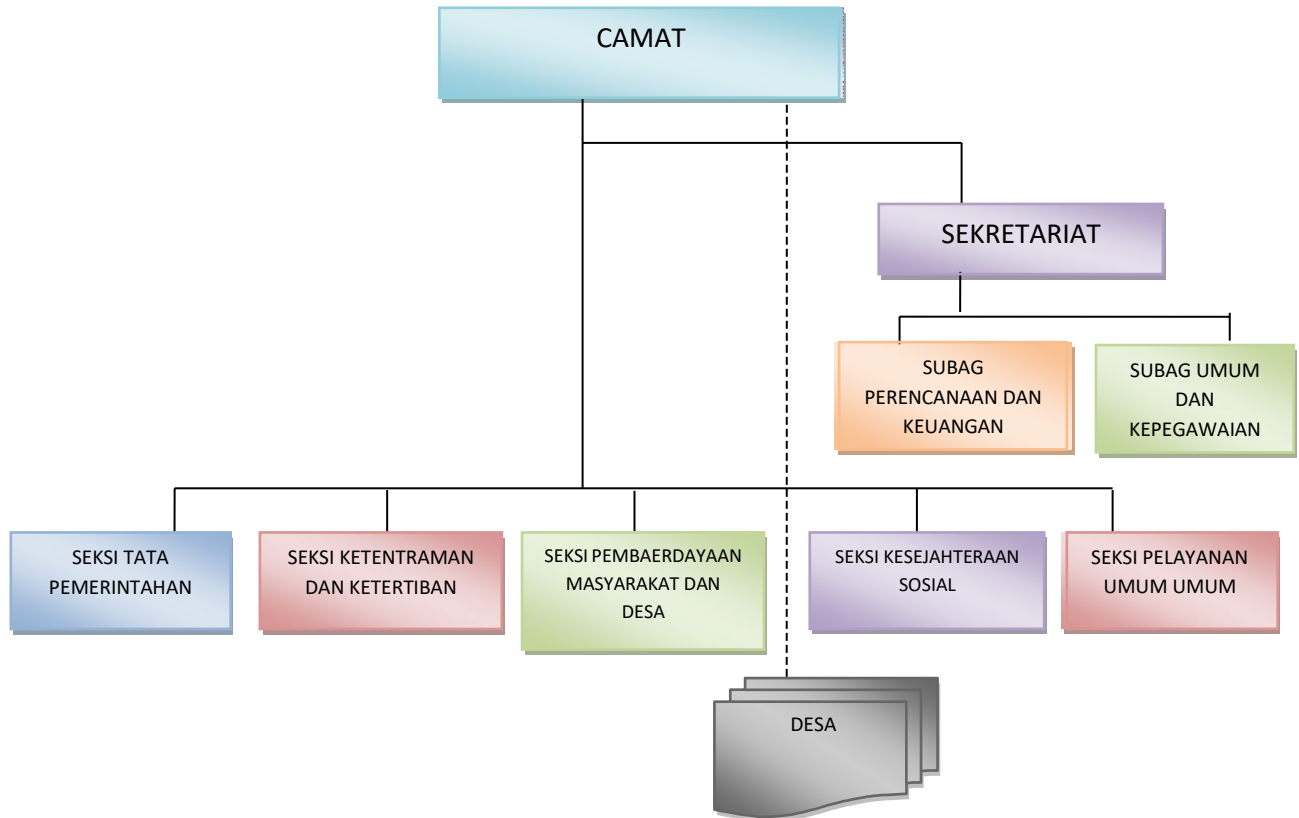 CAMAT
SEKRETARIAT
SUBAG
PERENCANAAN DAN
KEUANGAN
SUBAG UMUM
DAN
KEPEGAWAIAN
SEKSI TATA
PEMERINTAHAN
SEKSI KETENTRAMAN
DAN KETERTIBAN
SEKSI PEMBAERDAYAAN
MASYARAKAT DAN
DESA
SEKSI KESEJAHTERAAN
SOSIAL
SEKSI PELAYANAN
UMUM UMUM
DESA